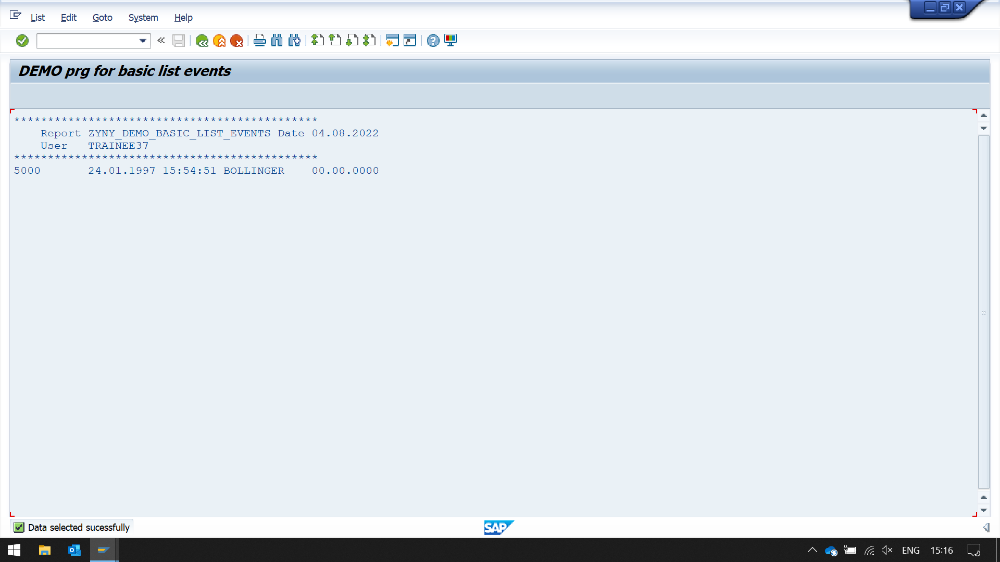 List Edit Goto System Help
DEMO prg for basic list events
*********************************************
Report ZYNY_DEMO_BASIC_LIST_EVENTS Date 04.08.2022
User TRAINEE37
*********************************************
5000 24.01.1997 15:54:51 BOLLINGER 00.00.0000
Data selected sucessfully
SAP
ENG 15:16